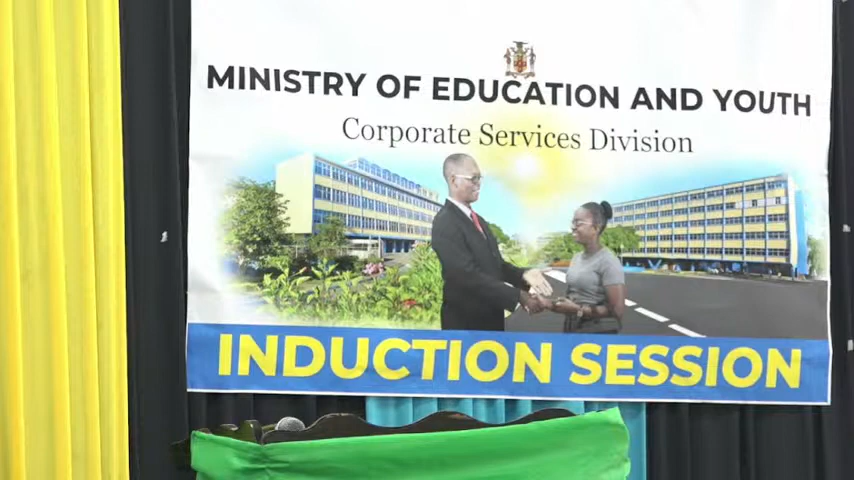 MINISTRY OF EDUCATION AND YOUTH
Corporate Services Division
INDUCTION SESSION